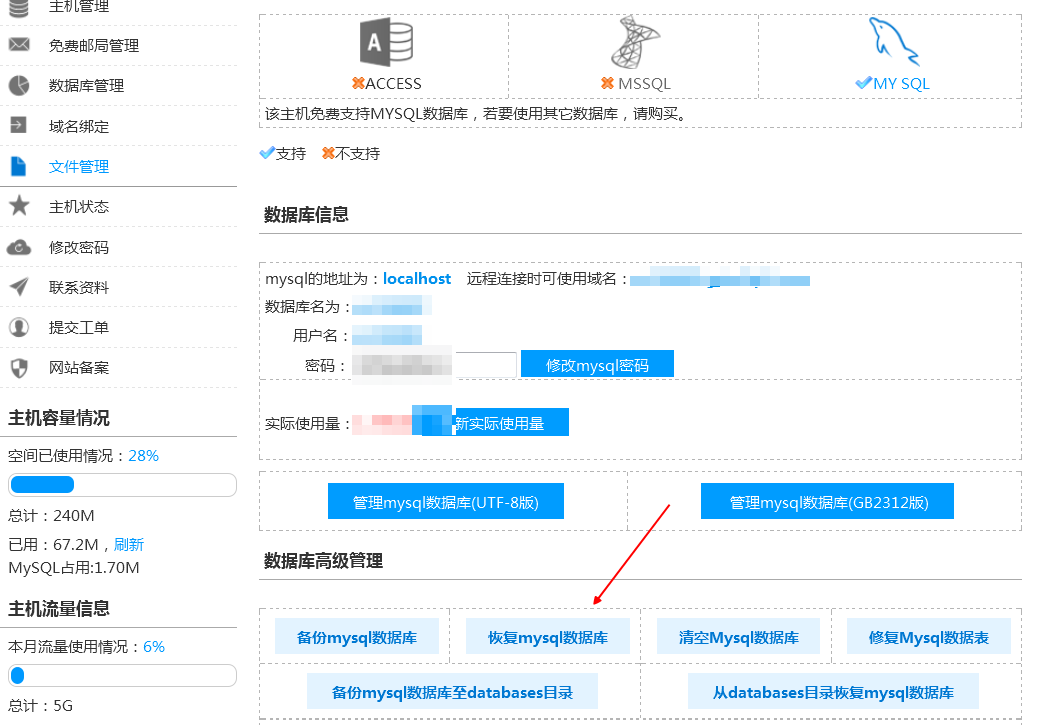 主机管理
免费邮局管理
数据库管理
域名绑定
文件管理
主机状态
修改密码
联系资料
提交工单
网站备案
主机容量情况
空间已使用情况：28%
总计：240M
已用：67.2M，刷新
MySQL占用:1.70M
主机流量信息
本月流量使用情况：6%
总计：5G
A
ACCESS
MSSQL
MY SQL
该主机免费支持MYSQL数据库，若要使用其它数据库，请购买。
支持 不支持
数据库信息
mysql的地址为：localhost 远程连接时可使用域名：
数据库名为：
用户名：
密码： 修改mysql密码
实际使用量： 新实际使用量
管理mysql数据库(UTF-8版) 管理mysql数据库(GB2312版)
数据库高级管理
备份mysql数据库 恢复mysql数据库 清空Mysql数据库 修复Mysql数据表
备份mysql数据库至databases目录 从databases目录恢复mysql数据库